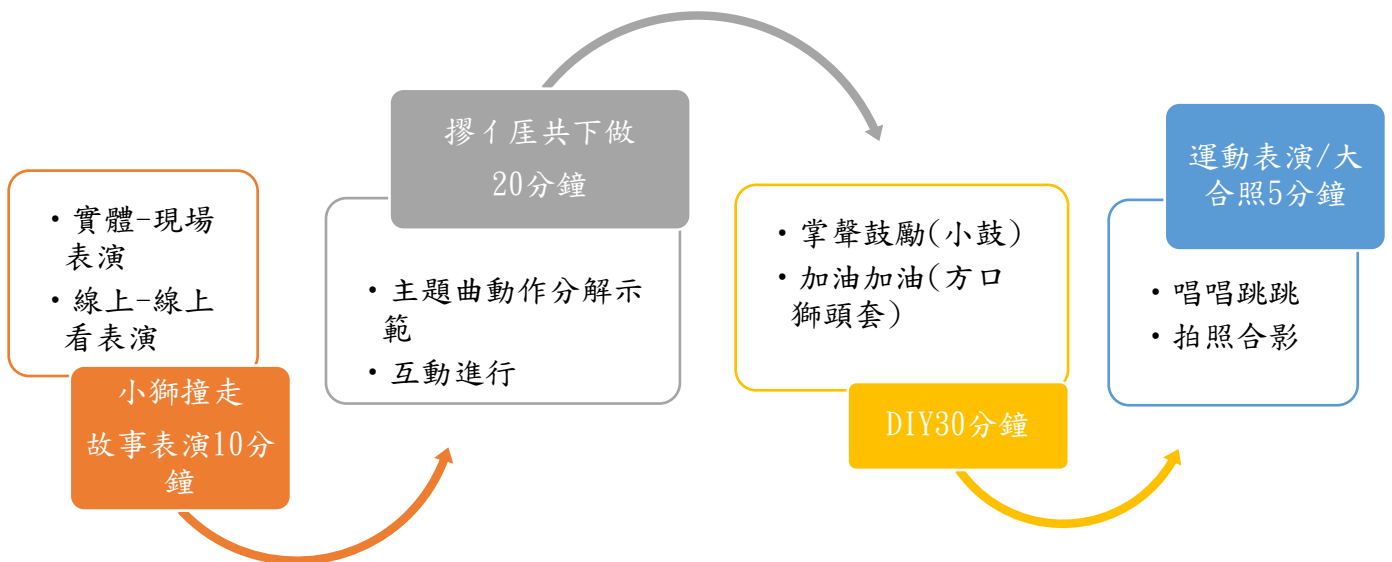 • 實體-現場
表演
• 線上-線上
看表演
小獅撞走
故事表演10分
鐘
摎亻厓共下做
20分鐘
• 主題曲動作分解示
範
• 互動進行
• 掌聲鼓勵(小鼓)
• 加油加油(方口
獅頭套)
DIY30分鐘
運動表演/大
合照5分鐘
• 唱唱跳跳
• 拍照合影